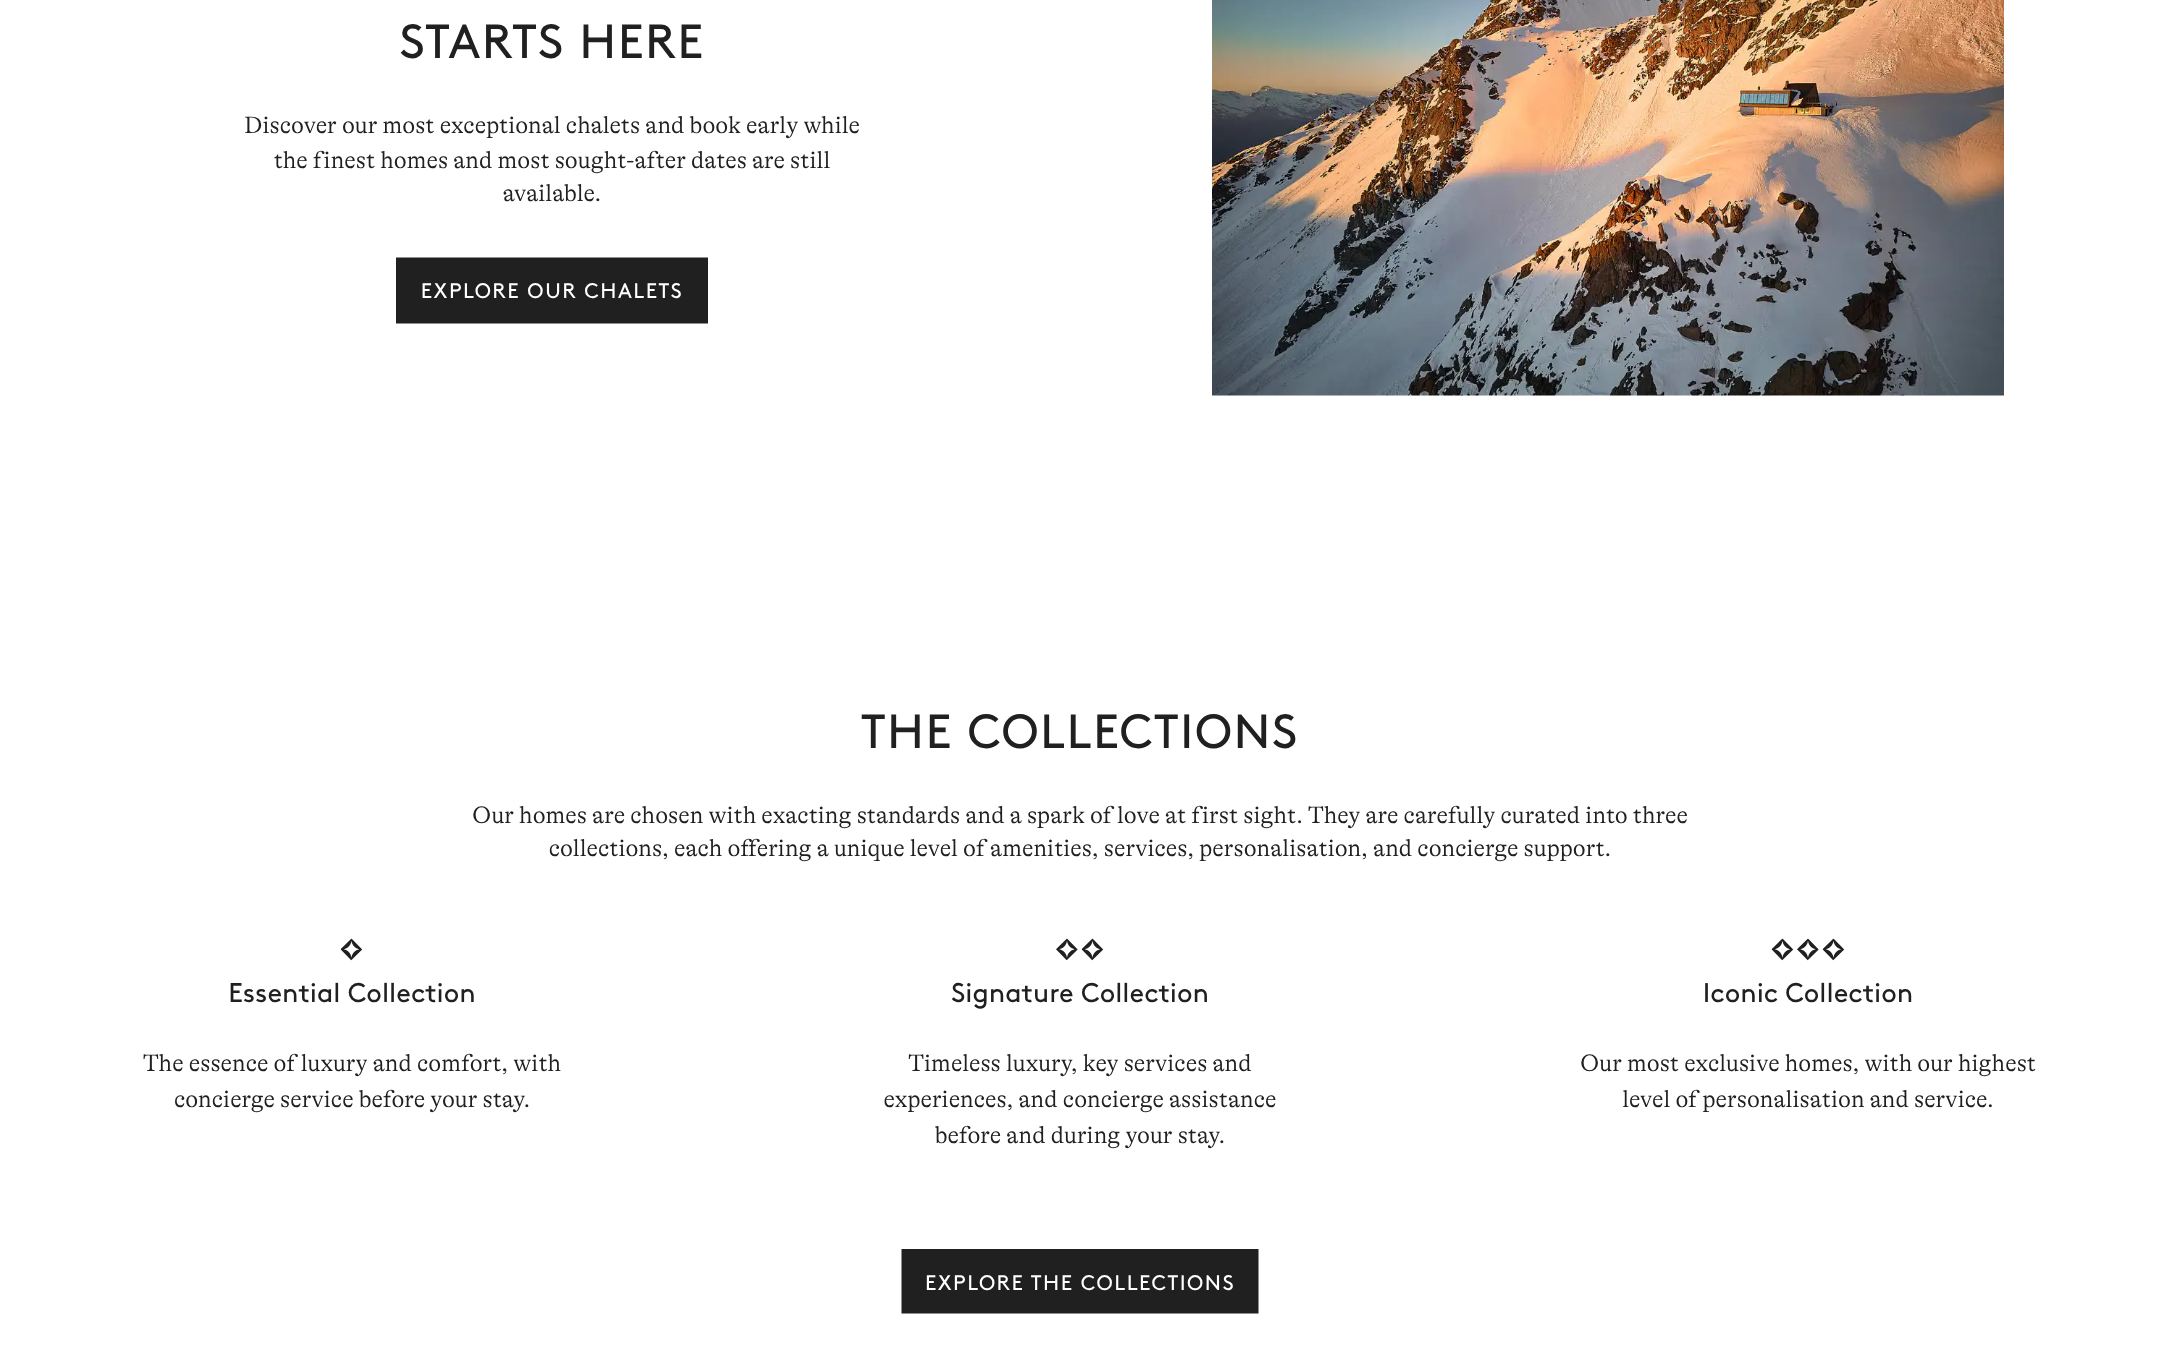 STARTS HERE
Discover our most exceptional chalets and book early while
the finest homes and most sought-after dates are still
available.
EXPLORE OUR CHALETS
THE COLLECTIONS
Our homes are chosen with exacting standards and a spark of love at first sight. They are carefully curated into three
collections, each offering a unique level of amenities, services, personalisation, and concierge support.
Essential Collection
The essence of luxury and comfort, with
concierge service before your stay.
Signature Collection
Timeless luxury, key services and
experiences, and concierge assistance
before and during your stay.
Iconic Collection
Our most exclusive homes, with our highest
level of personalisation and service.
EXPLORE THE COLLECTIONS